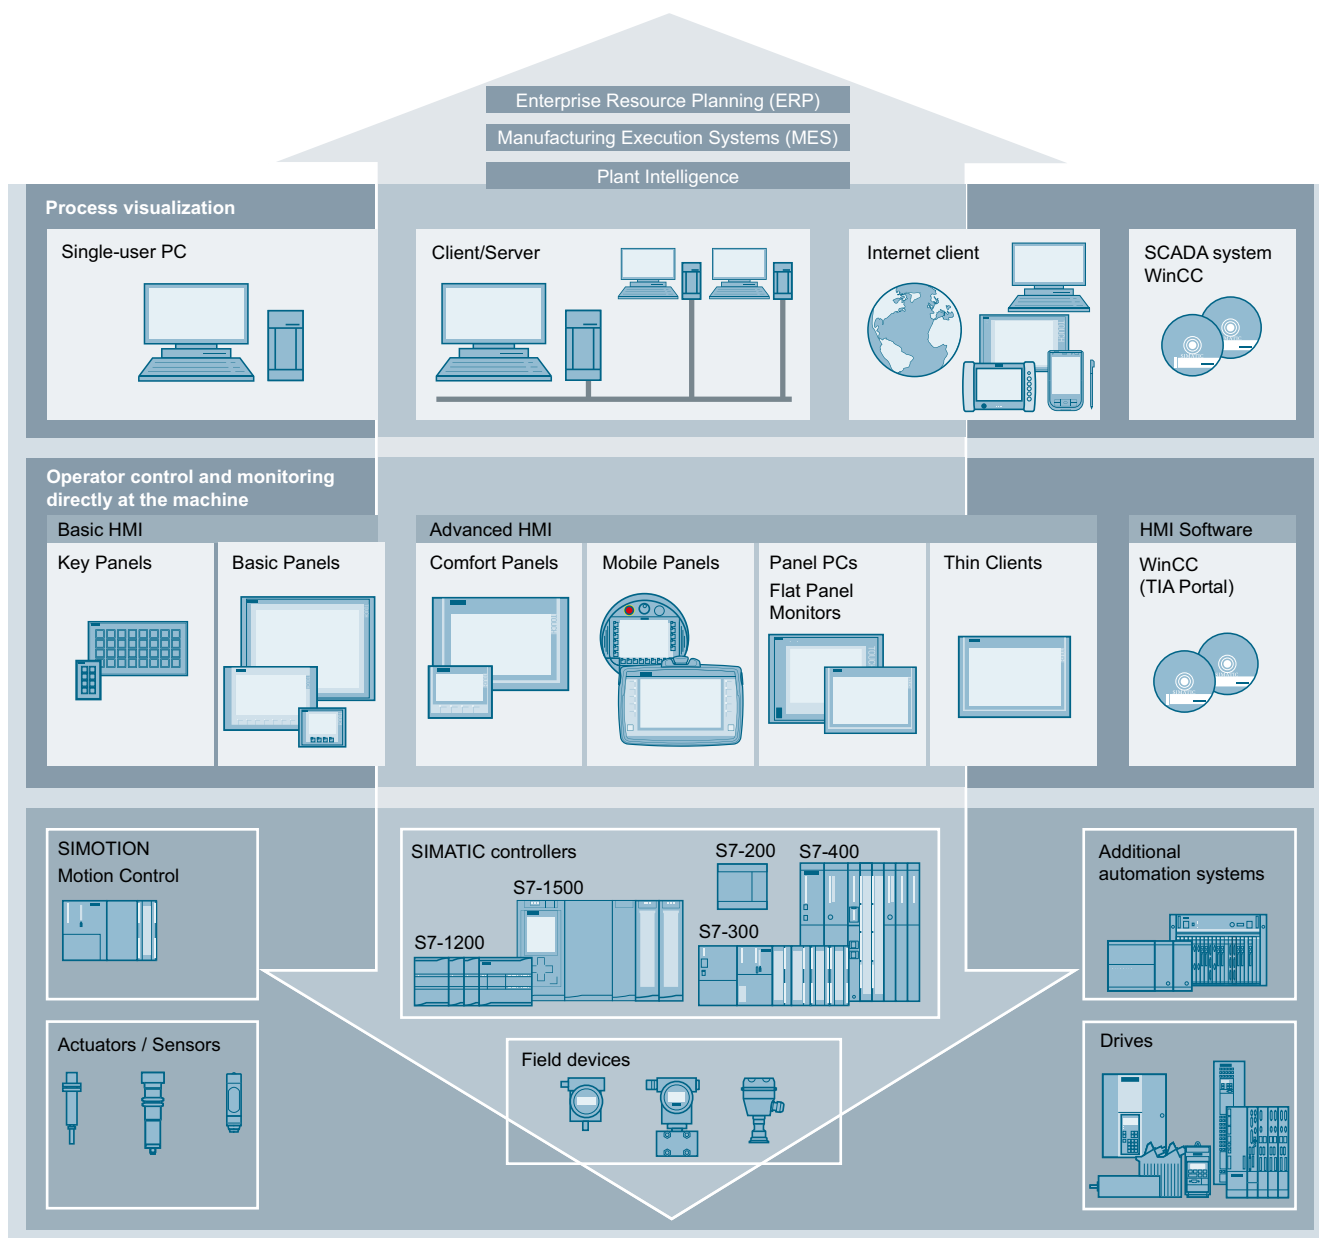 Enterprise Resource Planning (ERP)
Manufacturing Execution Systems (MES)
Plant Intelligence
Process visualization
Single-user PC
Client/Server
Internet client
SCADA system
WinCC
Operator control and monitoring
directly at the machine
Basic HMI
Advanced HMI
HMI Software
Key Panels
Basic Panels
Comfort Panels
Mobile Panels
Panel PCs
Flat Panel
Monitors
Thin Clients
WinCC
(TIA Portal)
SIMOTION
Motion Control
SIMATIC controllers
S7-200
S7-400
S7-1500
S7-300
S7-1200
Additional
automation systems
Actuators / Sensors
Field devices
Drives